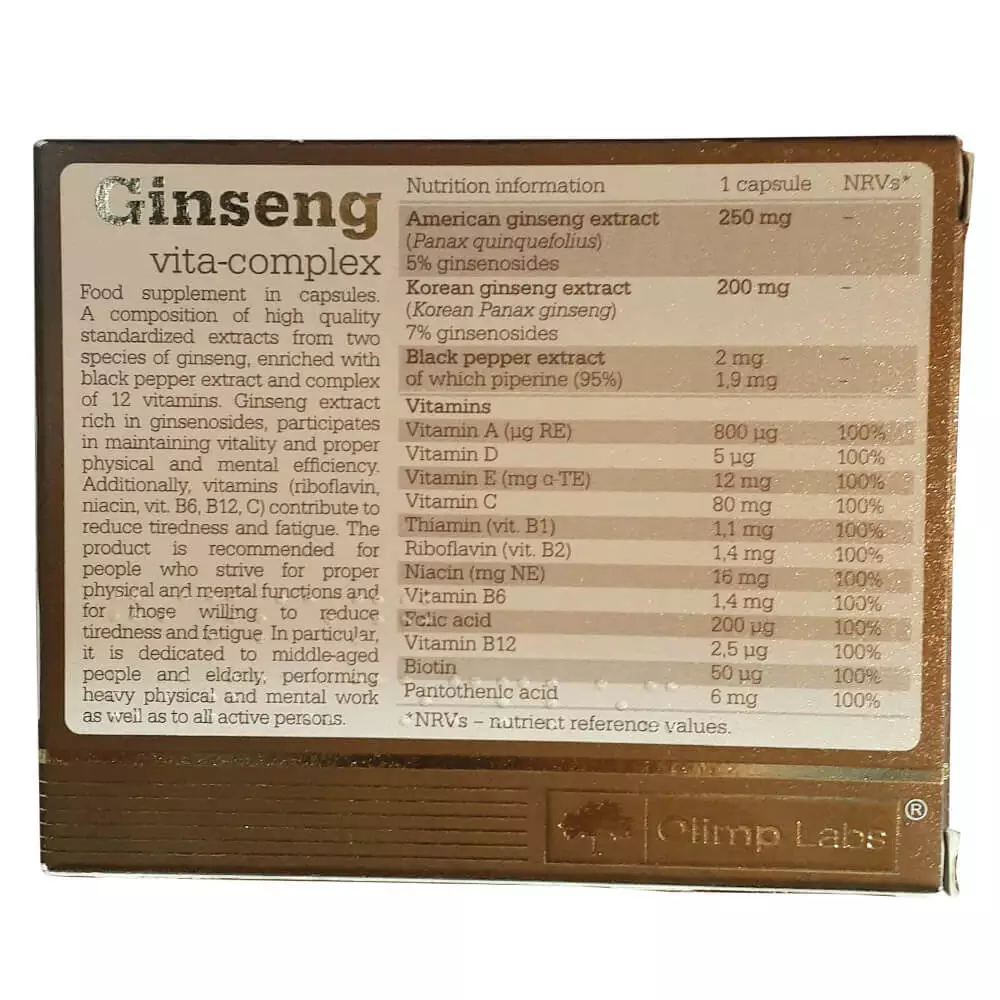 Ginseng
vita-complex
Food supplement in capsules.
A composition of high quality
standardized extracts from two
species of ginseng, enriched with
black pepper extract and complex
of 12 vitamins. Ginseng extract
rich in ginsenosides, participates
in maintaining vitality and proper
physical and mental efficiency.
Additionally, vitamins (riboflavin,
niacin, vit. B6, B12, C) contribute to
reduce tiredness and fatigue. The
product is recommended for
people who strive for proper
physical and mental functions and
for those willing to reduce
tiredness and fatigue. In particular,
it is dedicated to middle-aged
people and elderly, performing
heavy physical and mental work
as well as to all active persons.
Nutrition information 1 capsule NRVs*
American ginseng extract 250 mg –
(Panax quinquefolius)
5% ginsenosides
Korean ginseng extract 200 mg –
(Korean Panax ginseng)
7% ginsenosides
Black pepper extract 2 mg –
of which piperine (95%) 1,9 mg –
Vitamins
Vitamin A (µg RE) 800 µg 100%
Vitamin D 5 µg 100%
Vitamin E (mg α-TE) 12 mg 100%
Vitamin C 80 mg 100%
Thiamin (vit. B1) 1,1 mg 100%
Riboflavin (vit. B2) 1,4 mg 100%
Niacin (mg NE) 16 mg 100%
Vitamin B6 1,4 mg 100%
Folic acid 200 µg 100%
Vitamin B12 2,5 µg 100%
Biotin 50 µg 100%
Pantothenic acid 6 mg 100%
*NRVs – nutrient reference values.
Olimp Labs®